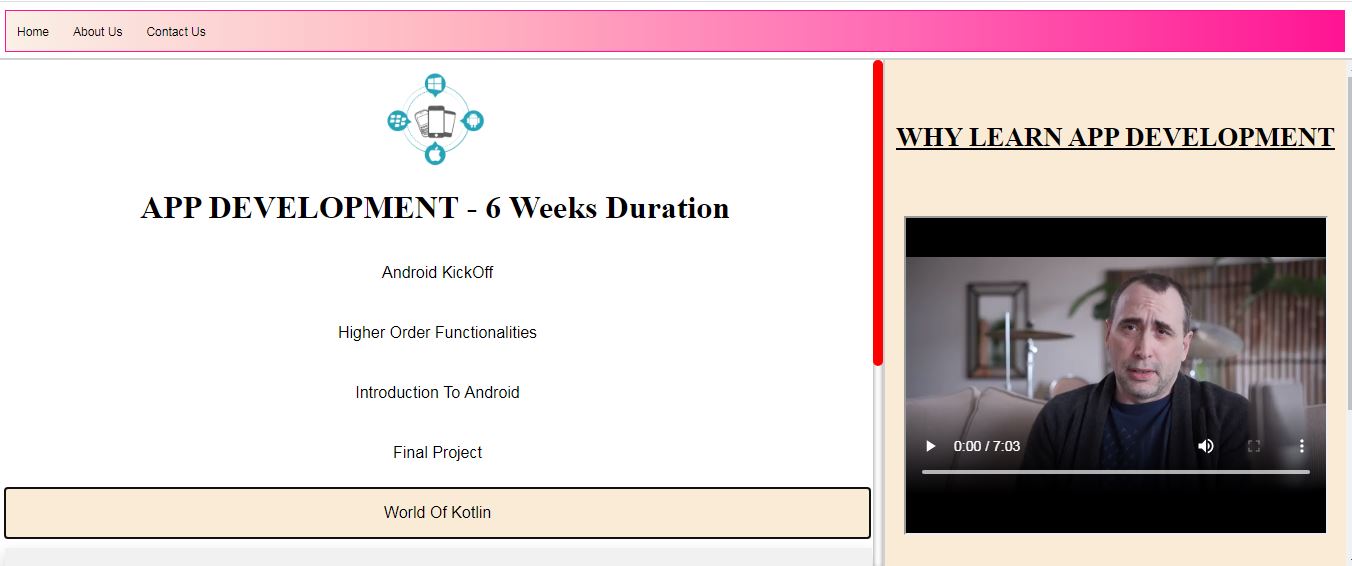 Home About Us Contact Us
APP DEVELOPMENT - 6 Weeks Duration
Android KickOff
Higher Order Functionalities
Introduction To Android
Final Project
World Of Kotlin
WHY LEARN APP DEVELOPMENT
0:00 / 7:03